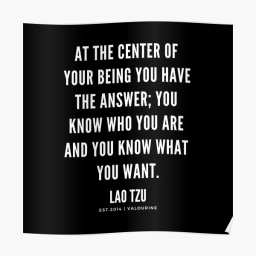 AT THE CENTER OF
YOUR BEING YOU HAVE
THE ANSWER; YOU
KNOW WHO YOU ARE
AND YOU KNOW WHAT
YOU WANT.
LAO TZU
EST.2014 | VALOURINE